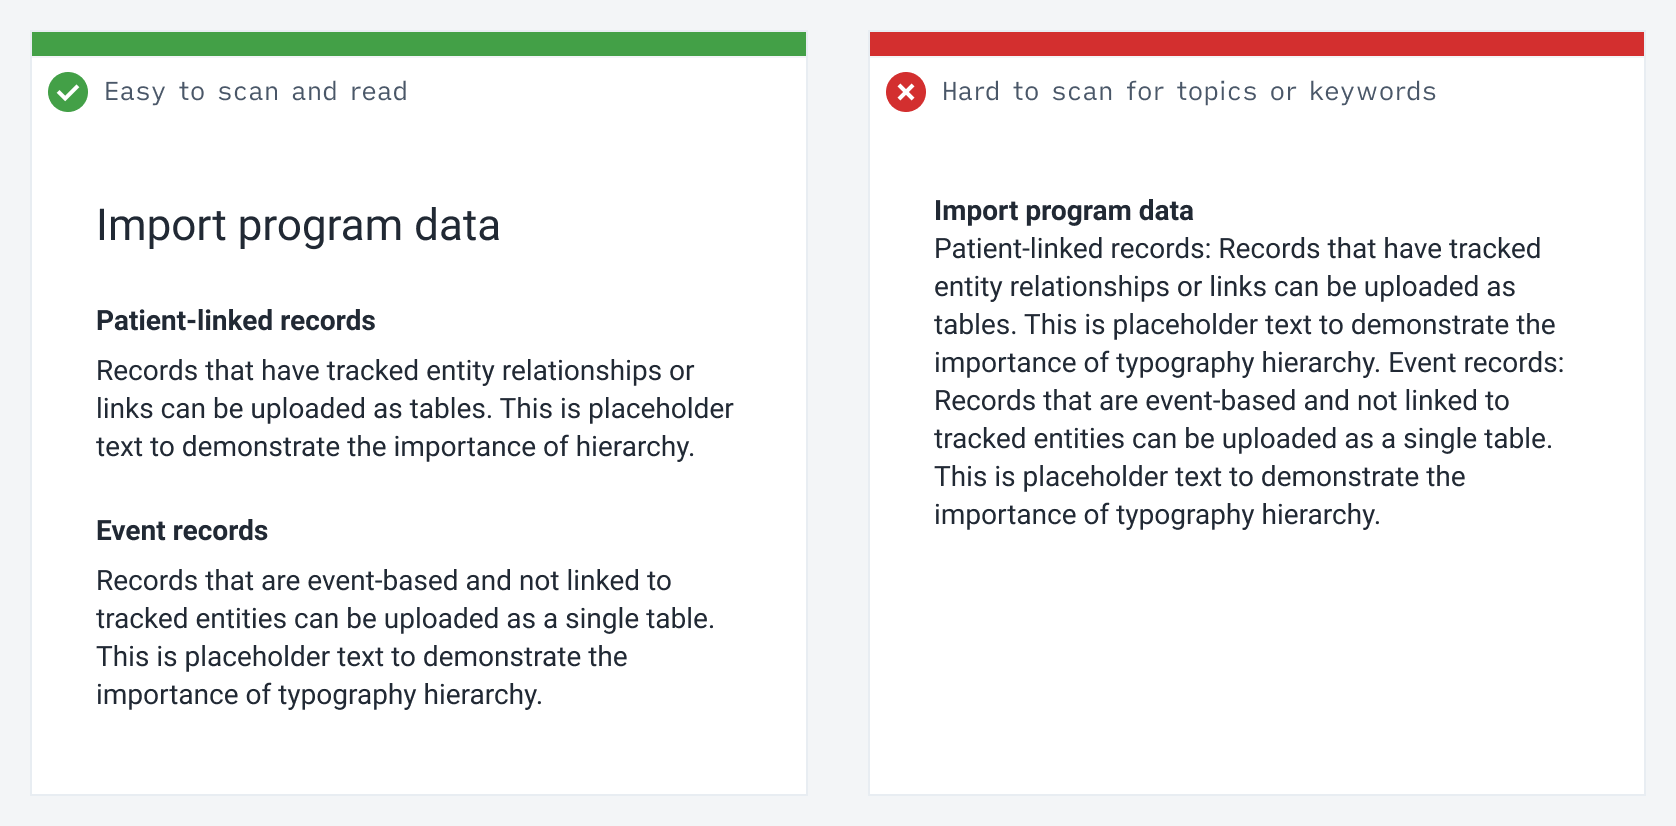 Easy to scan and read
Import program data
Patient-linked records
Records that have tracked entity relationships or
links can be uploaded as tables. This is placeholder
text to demonstrate the importance of hierarchy.
Event records
Records that are event-based and not linked to
tracked entities can be uploaded as a single table.
This is placeholder text to demonstrate the
importance of typography hierarchy.
Hard to scan for topics or keywords
Import program data
Patient-linked records: Records that have tracked
entity relationships or links can be uploaded as
tables. This is placeholder text to demonstrate the
importance of typography hierarchy. Event records:
Records that are event-based and not linked to
tracked entities can be uploaded as a single table.
This is placeholder text to demonstrate the
importance of typography hierarchy.